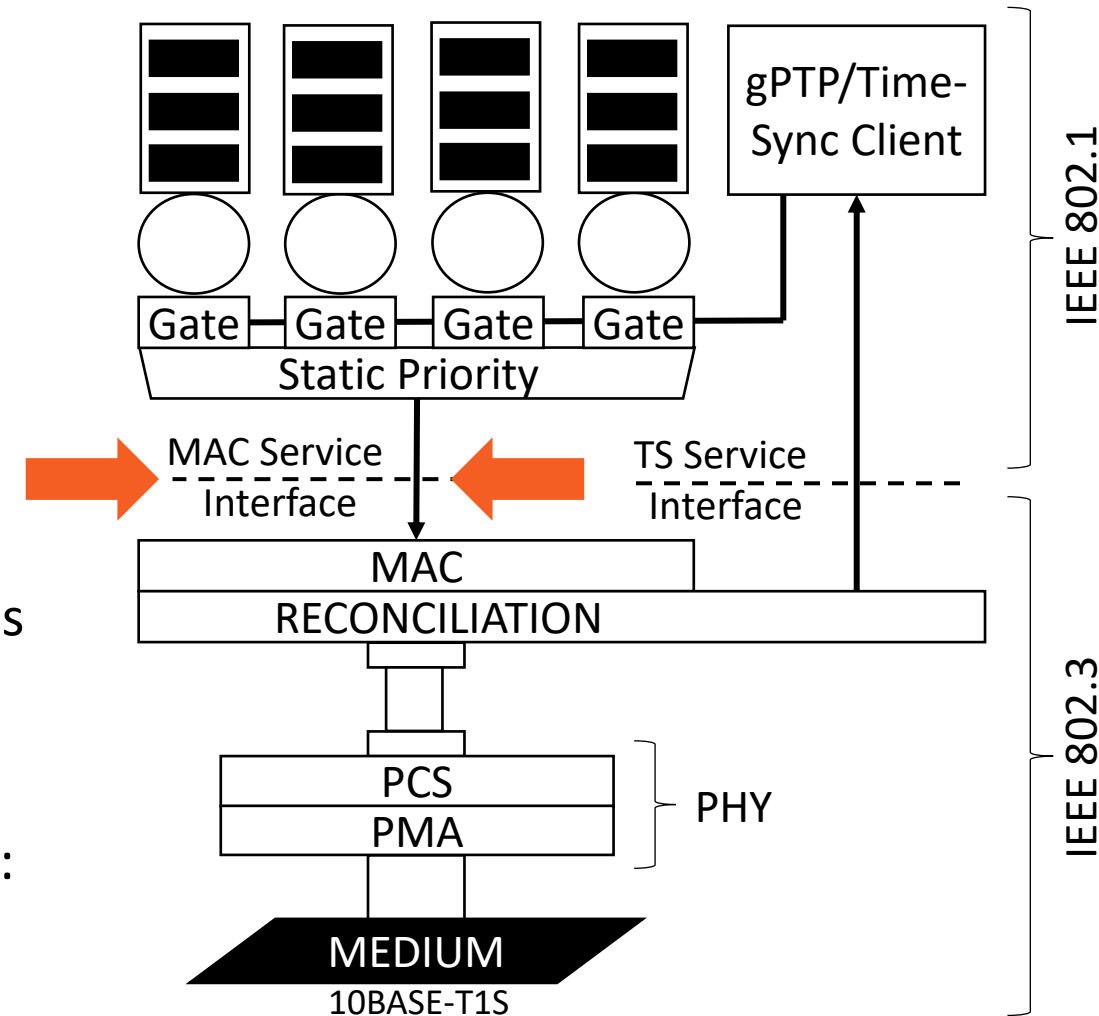 gPTP/Time-
Sync Client
IEEE 802.1
Gate Gate Gate Gate
Static Priority
MAC Service
Interface
TS Service
Interface
MAC
RECONCILIATION
s
IEEE 802.3
PCS
PMA
PHY
:
MEDIUM
10BASE-T1S